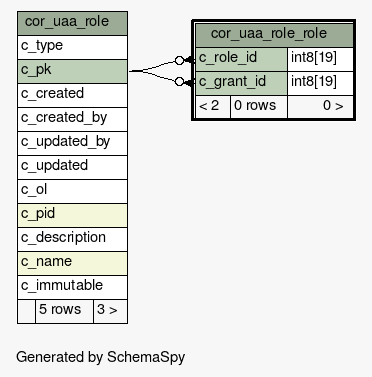 cor_uaa_role
c_type
c_pk
c_created
c_created_by
c_updated_by
c_updated
c_ol
c_pid
c_description
c_name
c_immutable
5 rows 3 >
cor_uaa_role_role
c_role_id int8[19]
c_grant_id int8[19]
< 2 0 rows 0 >
Generated by SchemaSpy